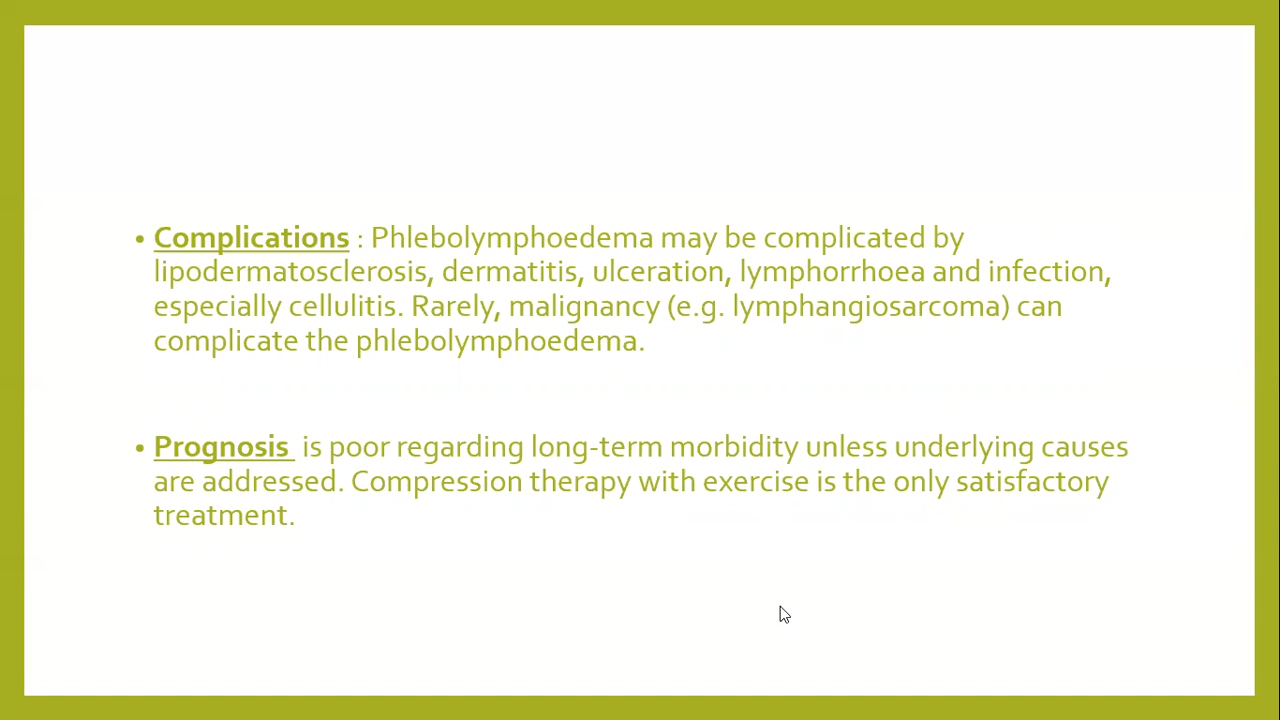 • Complications : Phlebolymphoedema may be complicated by
lipodermatosclerosis, dermatitis, ulceration, lymphorrhoea and infection,
especially cellulitis. Rarely, malignancy (e.g. lymphangiosarcoma) can
complicate the phlebolymphoedema.
• Prognosis is poor regarding long-term morbidity unless underlying causes
are addressed. Compression therapy with exercise is the only satisfactory
treatment.